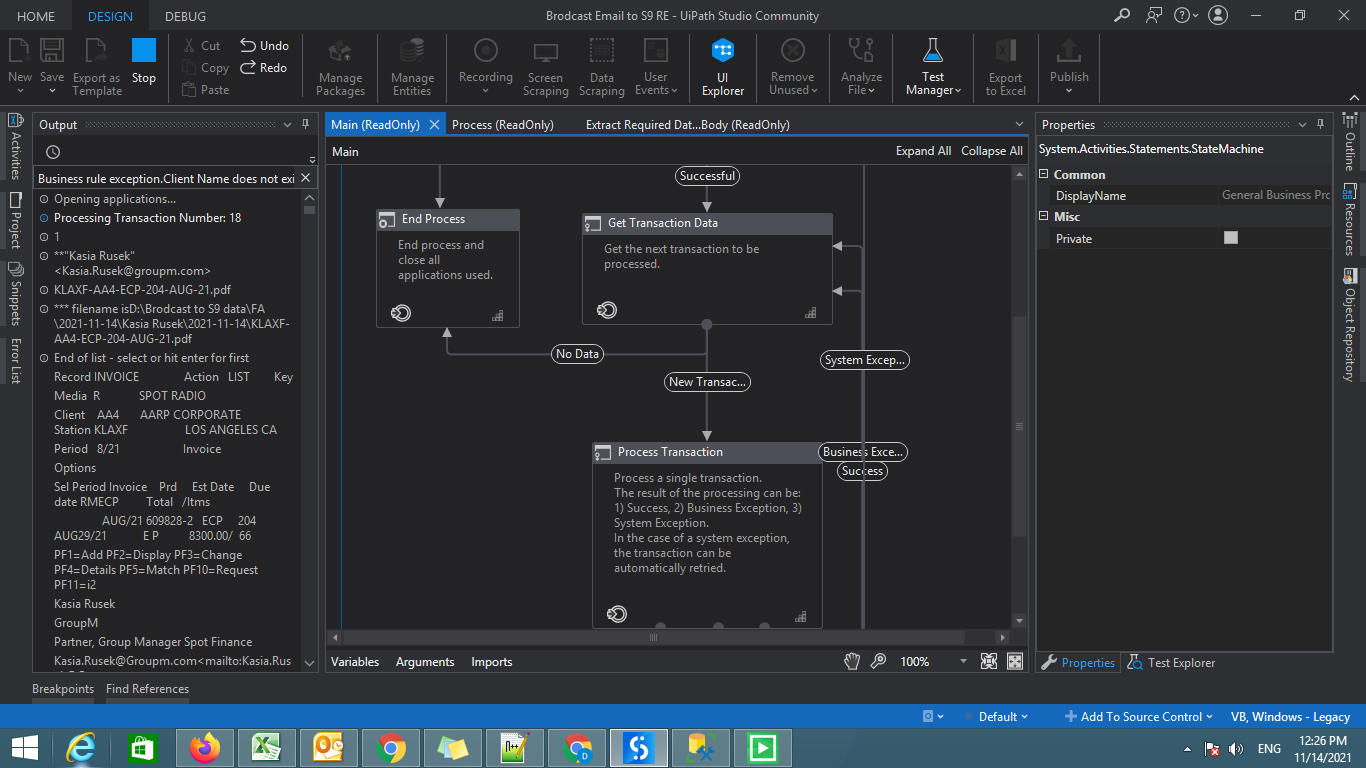 HOME DESIGN DEBUG
Brodcast Email to S9 RE - UiPath Studio Community
New
Save
Export as
Template
Stop
Cut
Copy
Paste
Undo
Redo
Manage
Packages
Manage
Entities
Recording
Screen
Scraping
Data
Scraping
User
Events
UI
Explorer
Remove
Unused
Analyze
File
Test
Manager
Export
to Excel
Publish
Activities
Project
Snippets
Error List
Output
Business rule exception.Client Name does not exi
Opening applications...
Processing Transaction Number: 18
1
**"Kasia Rusek"
<Kasia.Rusek@groupm.com>
KLAXF-AA4-ECP-204-AUG-21.pdf
*** filename isD:\Brodcast to S9 data\FA
\2021-11-14\Kasia Rusek\2021-11-14\KLAXF-
AA4-ECP-204-AUG-21.pdf
End of list - select or hit enter for first
Record INVOICE Action LIST Key
Media R SPOT RADIO
Client AA4 AARP CORPORATE
Station KLAXF LOS ANGELES CA
Period 8/21 Invoice
Options
Sel Period Invoice Prd Est Date Due
date RMECP Total /Itms
AUG/21 609828-2 ECP 204
AUG29/21 E P 8300.00/ 66
PF1=Add PF2=Display PF3=Change
PF4=Details PF5=Match PF10=Request
PF11=i2
Kasia Rusek
GroupM
Partner, Group Manager Spot Finance
Kasia.Rusek@Groupm.com<mailto:Kasia.Rus
Breakpoints Find References
Main (ReadOnly) Process (ReadOnly) Extract Required Dat...Body (ReadOnly)
Main
Expand All Collapse All
Successful
End Process
End process and
close all
applications used.
Get Transaction Data
Get the next transaction to be
processed.
No Data
System Excep...
New Transac...
Process Transaction
Business Exce...
Success
Process a single transaction.
The result of the processing can be:
1) Success, 2) Business Exception, 3)
System Exception.
In the case of a system exception,
the transaction can be
automatically retried.
Variables Arguments Imports
100%
Properties
System.Activities.Statements.StateMachine
Common
DisplayName General Business Pro
Misc
Private
Properties Test Explorer
Outline
Resources
Object Repository
Default
Add To Source Control
VB, Windows - Legacy
ENG
12:26 PM
11/14/2021